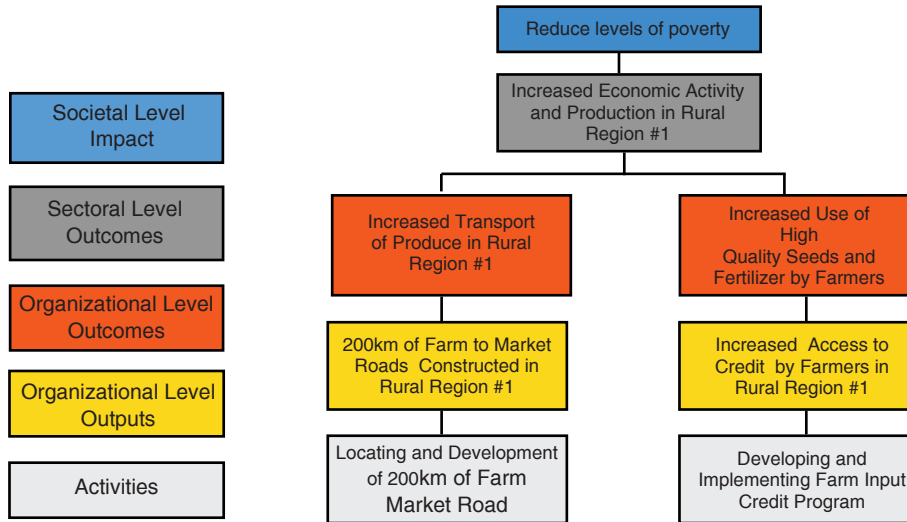 Reduce levels of poverty
Increased Economic Activity
and Production in Rural
Region #1
Societal Level
Impact
Sectoral Level
Outcomes
Organizational Level
Outcomes
Organizational Level
Outputs
Activities
Increased Transport
of Produce in Rural
Region #1
Increased Use of
High
Quality Seeds and
Fertilizer by Farmers
200km of Farm to Market
Roads Constructed in
Rural Region #1
Increased Access to
Credit by Farmers in
Rural Region #1
Locating and Development
of 200km of Farm
Market Road
Developing and
Implementing Farm Input
Credit Program